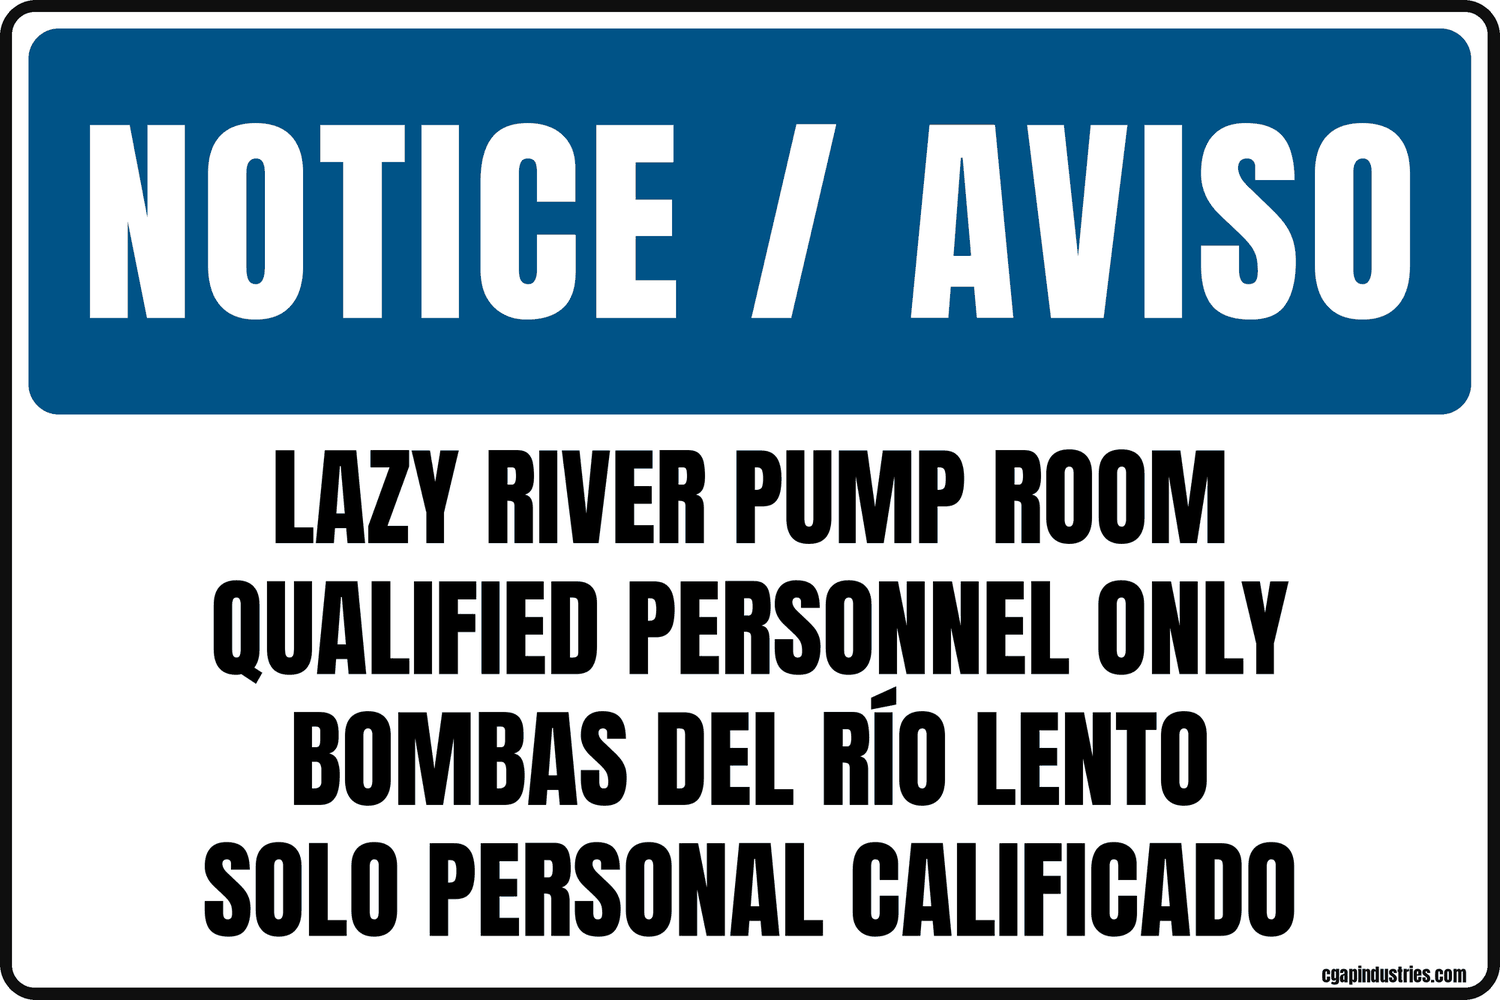 NOTICE / AVISO
LAZY RIVER PUMP ROOM
QUALIFIED PERSONNEL ONLY
BOMBAS DEL RÍO LENTO
SOLO PERSONAL CALIFICADO
cgapindustries.com